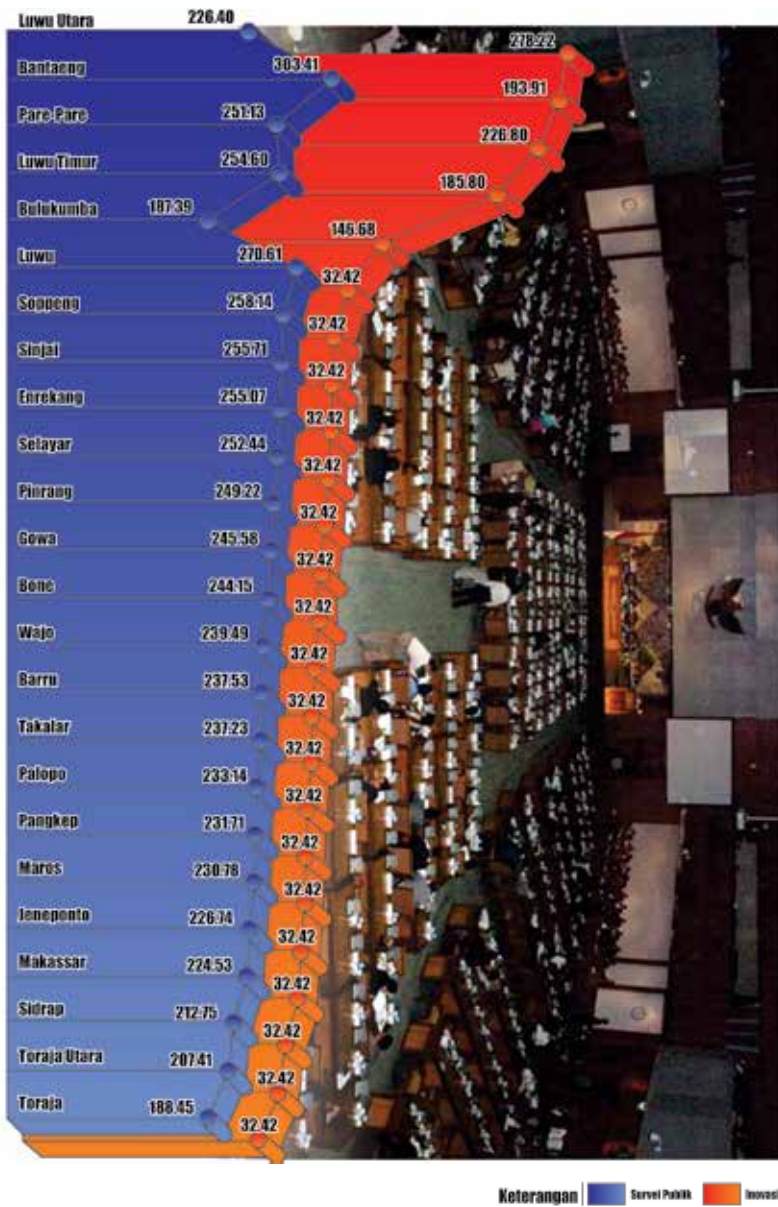 Luwu Utara 226.40
278.22
Bantaeng 303.41
193.91
Pare-Pare 251.13
226.80
Luwu Timur 254.60
185.80
Bulukumba 187.39
146.68
Luwu 270.61
32.42
Soppeng 258.14
32.42
Sinjai 255.71
32.42
Enrekang 255.07
32.42
Selayar 252.44
32.42
Pinrang 249.22
32.42
Gowa 245.58
32.42
Bone 244.15
32.42
Wajo 239.49
32.42
Barru 237.53
32.42
Takalar 237.23
32.42
Palopo 233.14
32.42
Pangkep 231.71
32.42
Maros 230.78
32.42
Jeneponto 226.74
32.42
Makassar 224.53
32.42
Sidrap 212.75
32.42
Toraja Utara 207.41
32.42
Toraja 188.45
32.42
Keterangan Survei Publik Inovasi